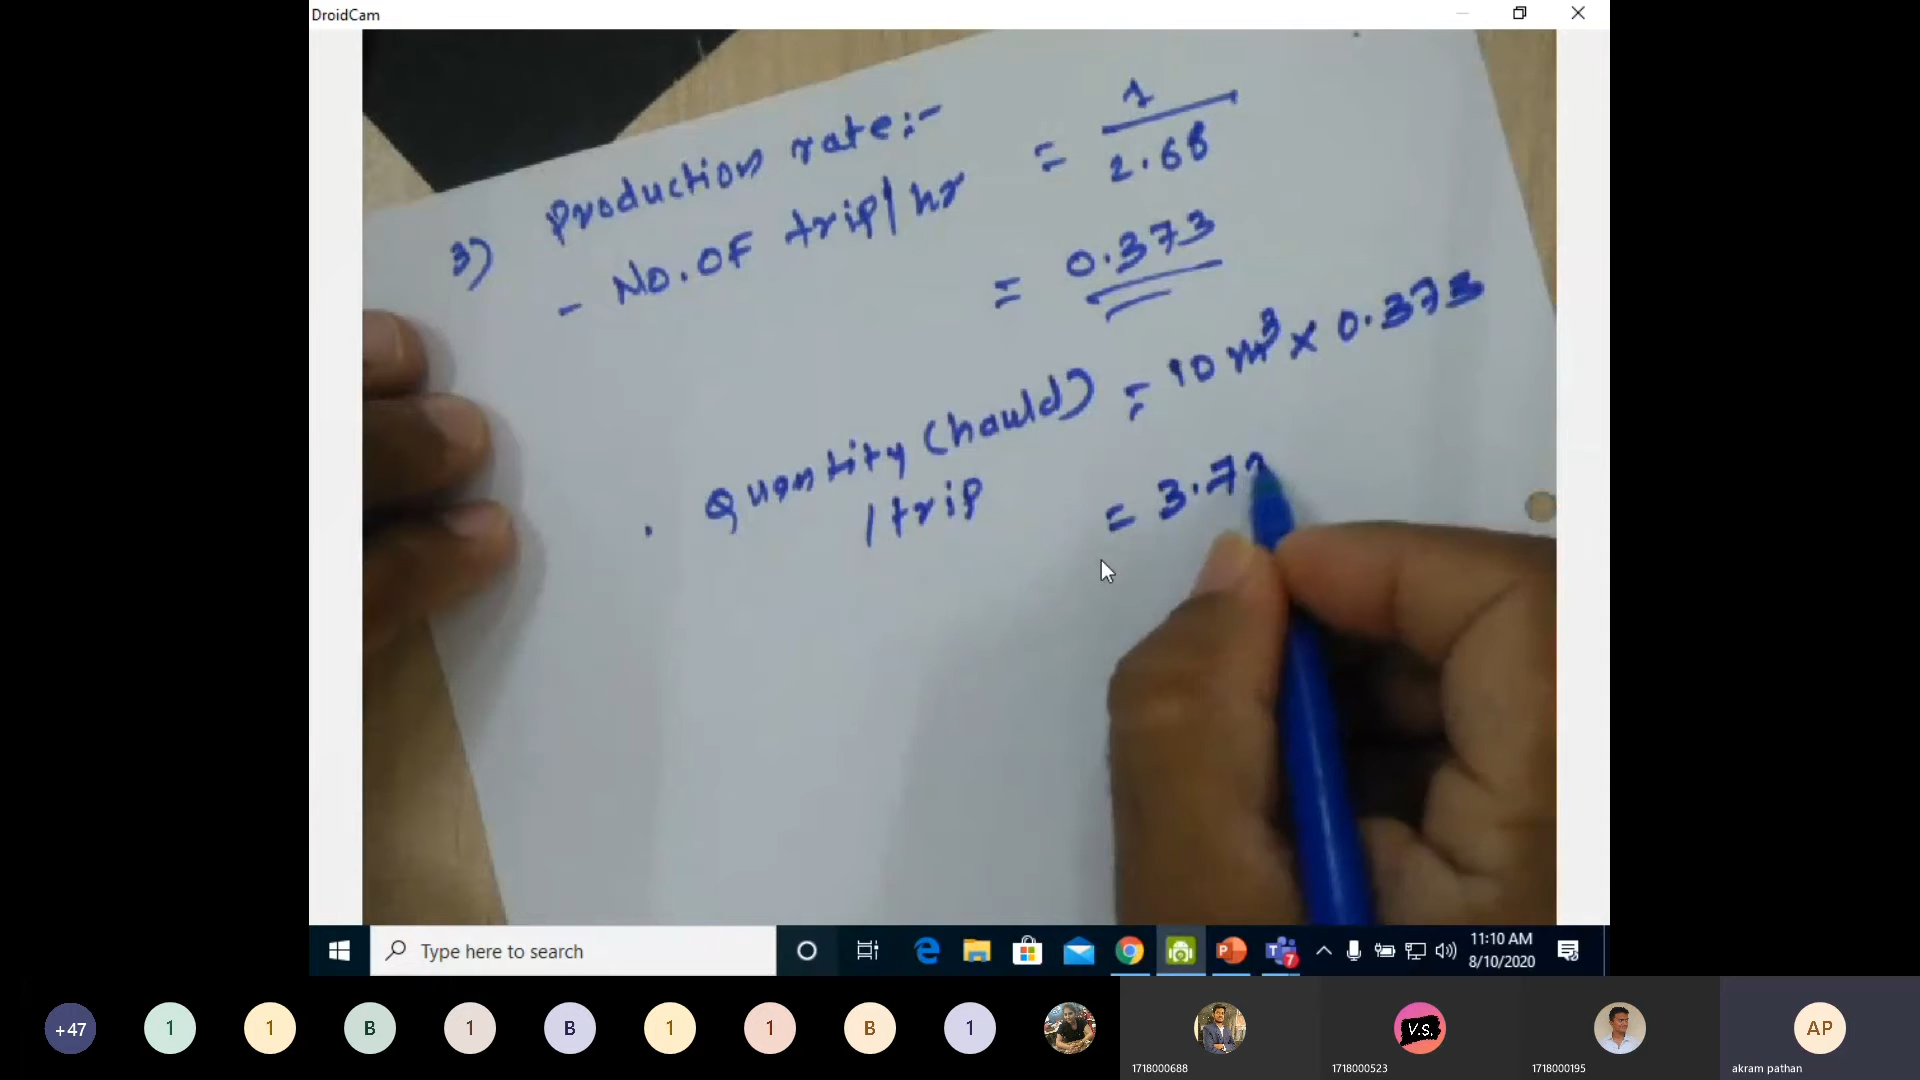 DroidCam
3) Production rate:-
- No. OF trip/hr = 1/2.68
= 0.373
. Quantity (hauld) = 10 m³ x 0.373
/trip
= 3.73
Type here to search
11:10 AM
8/10/2020
7
+47 1 1 B 1 B 1 1 B 1 V.S. AP
1718000688 1718000523 1718000195 akram pathan